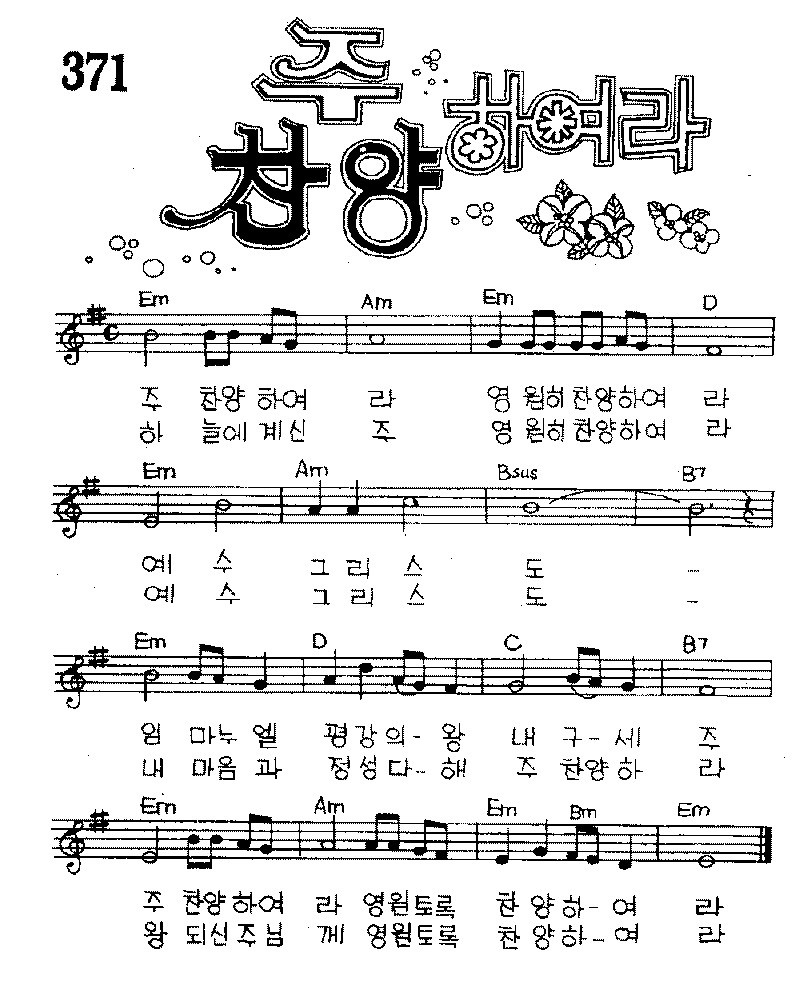 371
주
찬양 하여라
Em Am Em D
주 찬양 하여 라 영 원히 찬양하여 라
하 늘에 계신 주 영 원히 찬양하여 라
Em Am Bsus B7
예 수 그 리 스 도 -
예 수 그 리 스 도 -
Em D C B7
임 마누 엘 평 강 의 - 왕 내 구 - 세 주
내 마음 과 정 성 다 - 해 주 찬양 하 라
Em Am Em Bm Em
주 찬양 하여 라 영원토록 찬 양 하 - 여 라
왕 되신 주 님 께 영원토록 찬 양 하 - 여 라